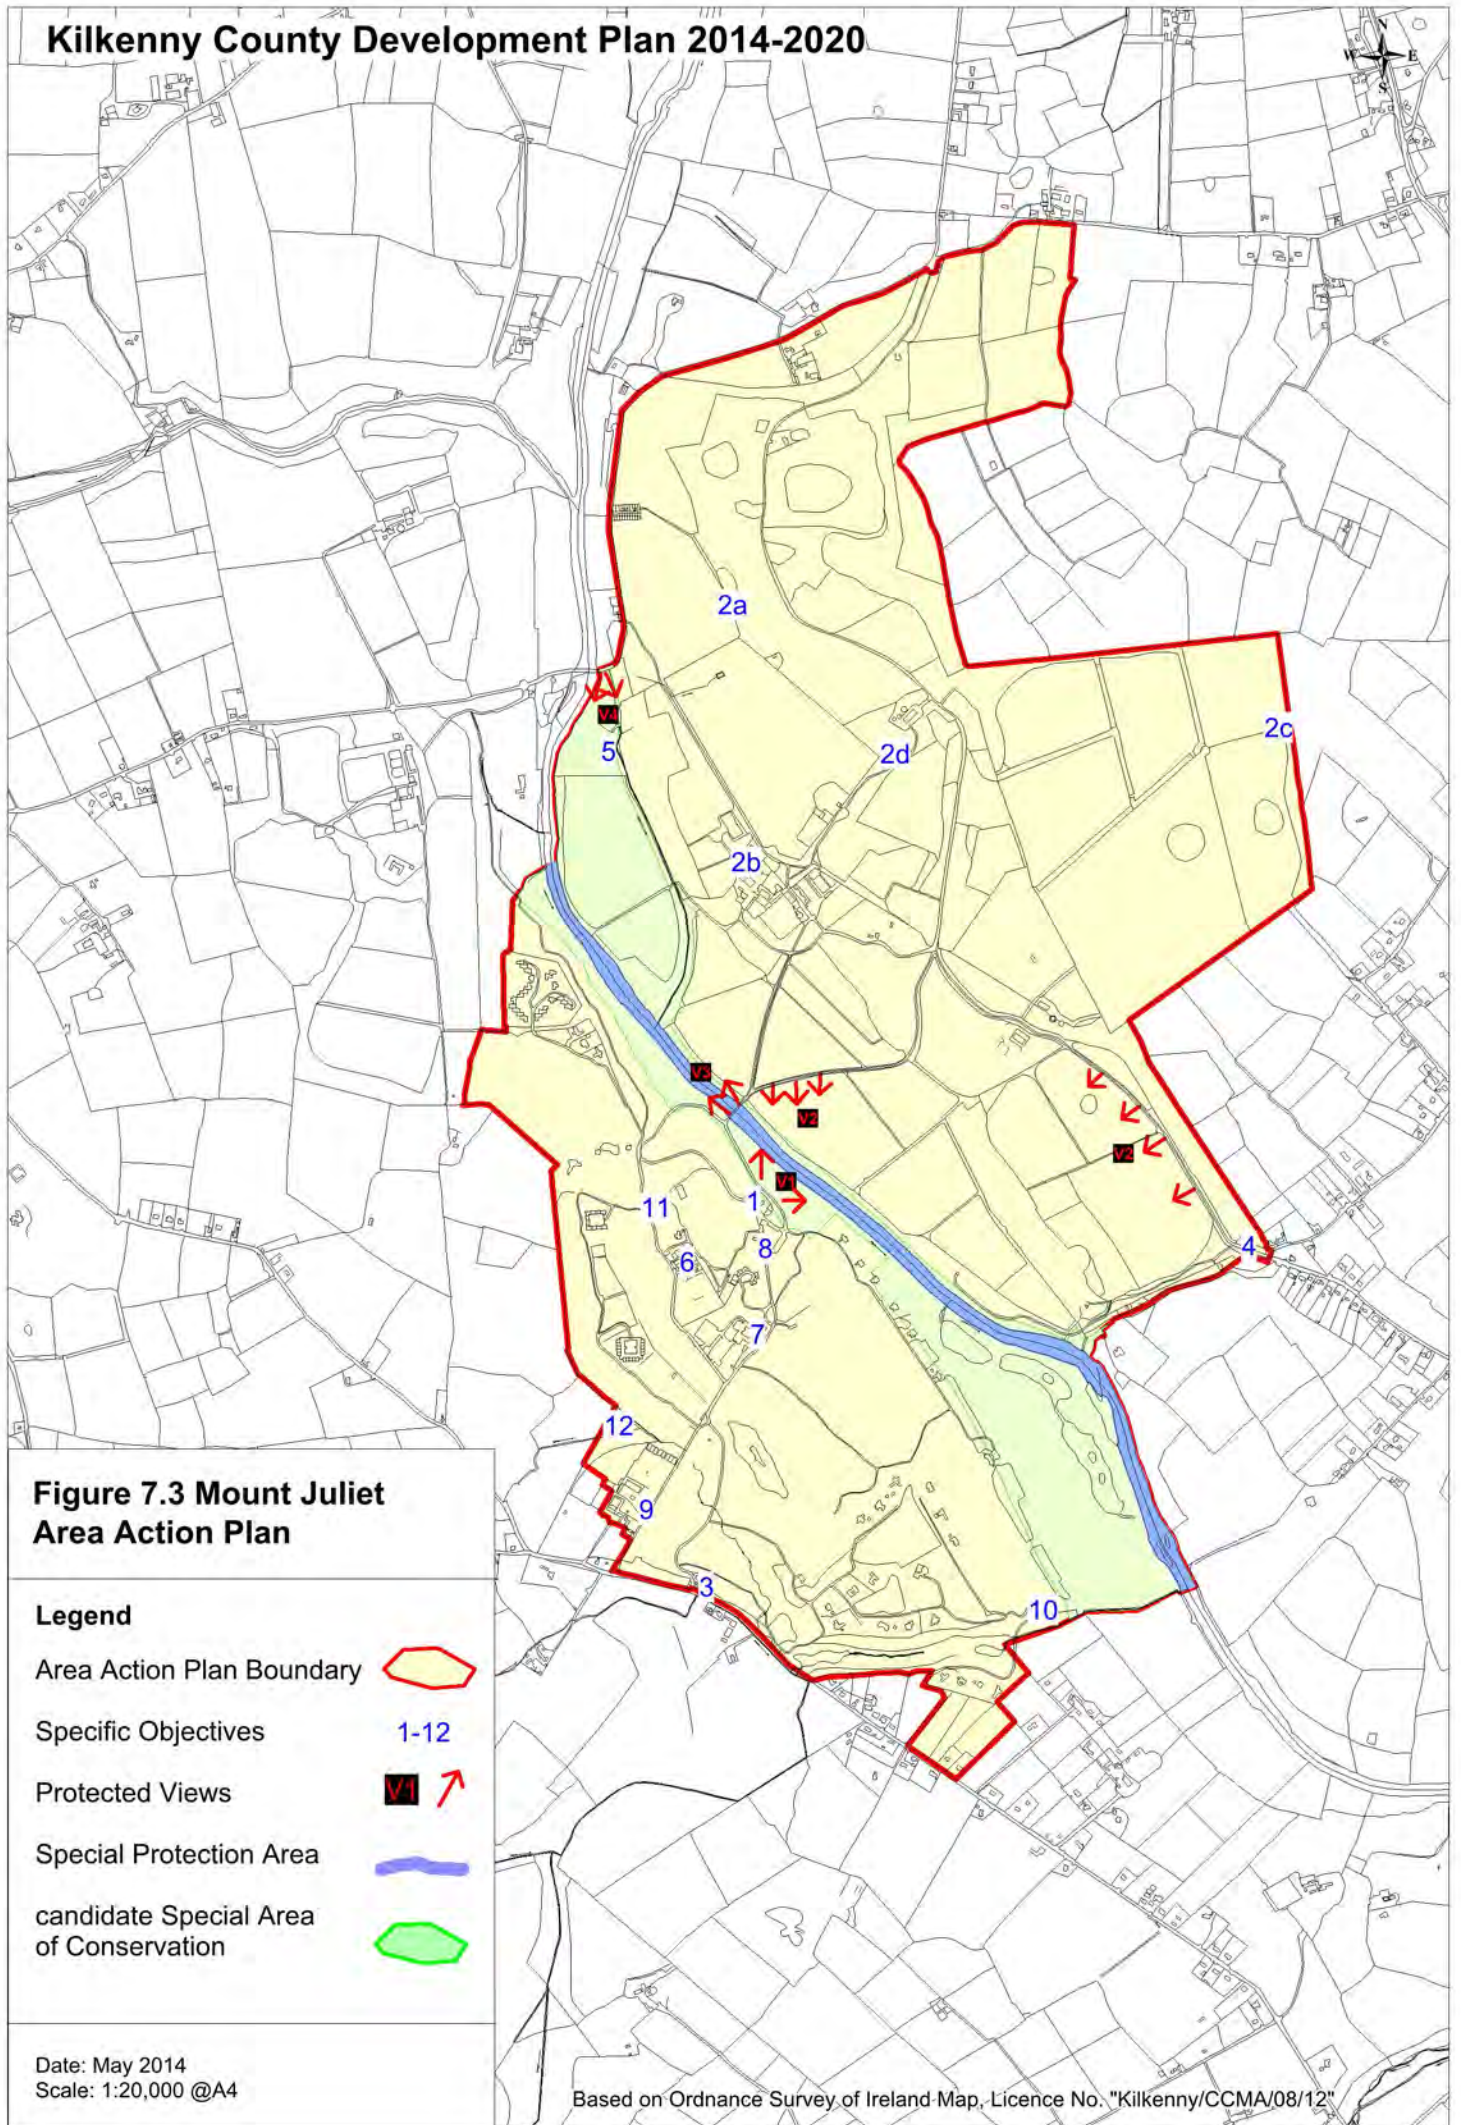 Kilkenny County Development Plan 2014-2020
N
W E
S
2a
2c
V4
5
2d
2b
V3
V2
V2
V1
1
11
8
4
6
7
12
9
3
10
Figure 7.3 Mount Juliet
Area Action Plan
Legend
Area Action Plan Boundary
Specific Objectives 1-12
Protected Views V1
Special Protection Area
candidate Special Area
of Conservation
Date: May 2014
Scale: 1:20,000 @A4
Based on Ordnance Survey of Ireland Map, Licence No. "Kilkenny/CCMA/08/12"